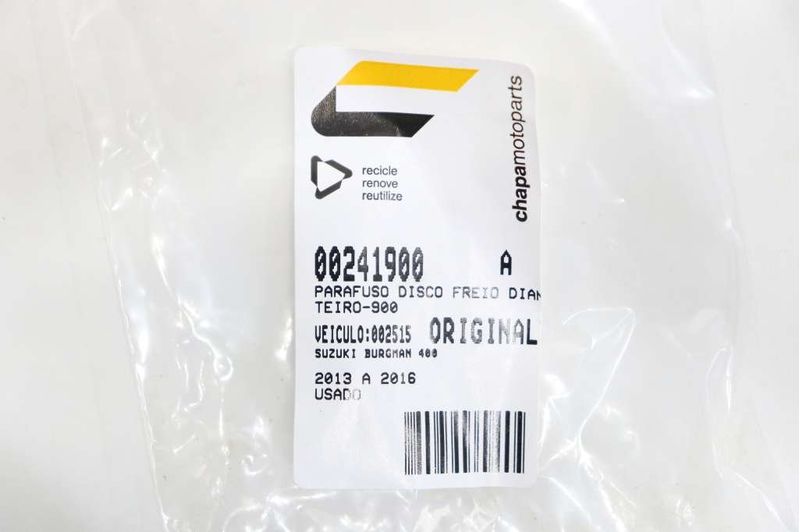 chapamotoparts
recicle
renove
reutilize
00241900 A
PARAFUSO DISCO FREIO DIAN
TEIRO-900
VEICULO:002515 ORIGINAL
SUZUKI BURGMAN 400
2013 A 2016
USADO